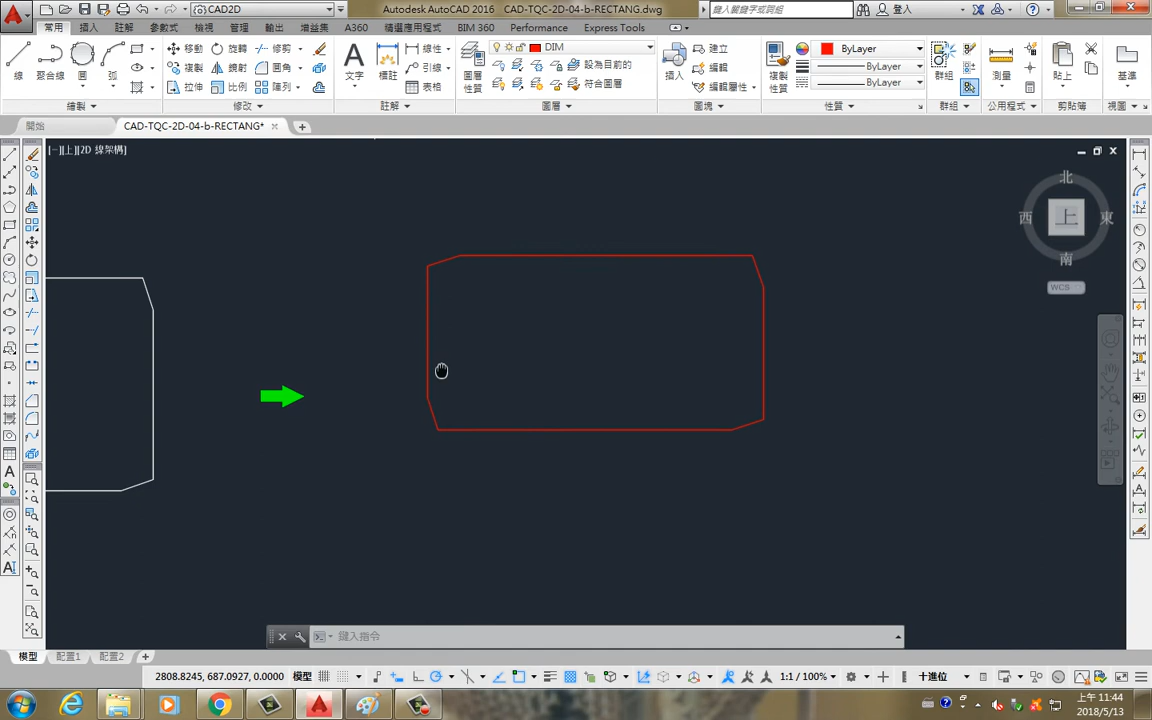 CAD2D
Autodesk AutoCAD 2016 CAD-TQC-2D-04-b-RECTANG.dwg
鍵入關鍵字或詞組
登入
常用 插入 註解 參數式 檢視 管理 輸出 增益集 A360 精選應用程式 BIM 360 Express Tools Performance
線 聚合線 圓 弧
移動 旋轉 修剪
複製 鏡射 圓角
拉伸 比例 陣列
文字 標註
線性
引線
表格
圖層性質
DIM
設為目前的
符合圖層
插入
建立
編輯
編輯屬性
複製性質
ByLayer
ByLayer
ByLayer
群組 測量 貼上 基準
繪製 修改 註解 圖層 圖塊 性質 群組 公用程式 剪貼簿 視圖
開始 CAD-TQC-2D-04-b-RECTANG*
[-][上][2D 線架構]
北
西 上 東
南
WCS
鍵入指令
模型 配置1 配置2
2808.8245, 687.0927, 0.0000 模型 1:1 / 100% 十進位
上午 11:44
2018/5/13